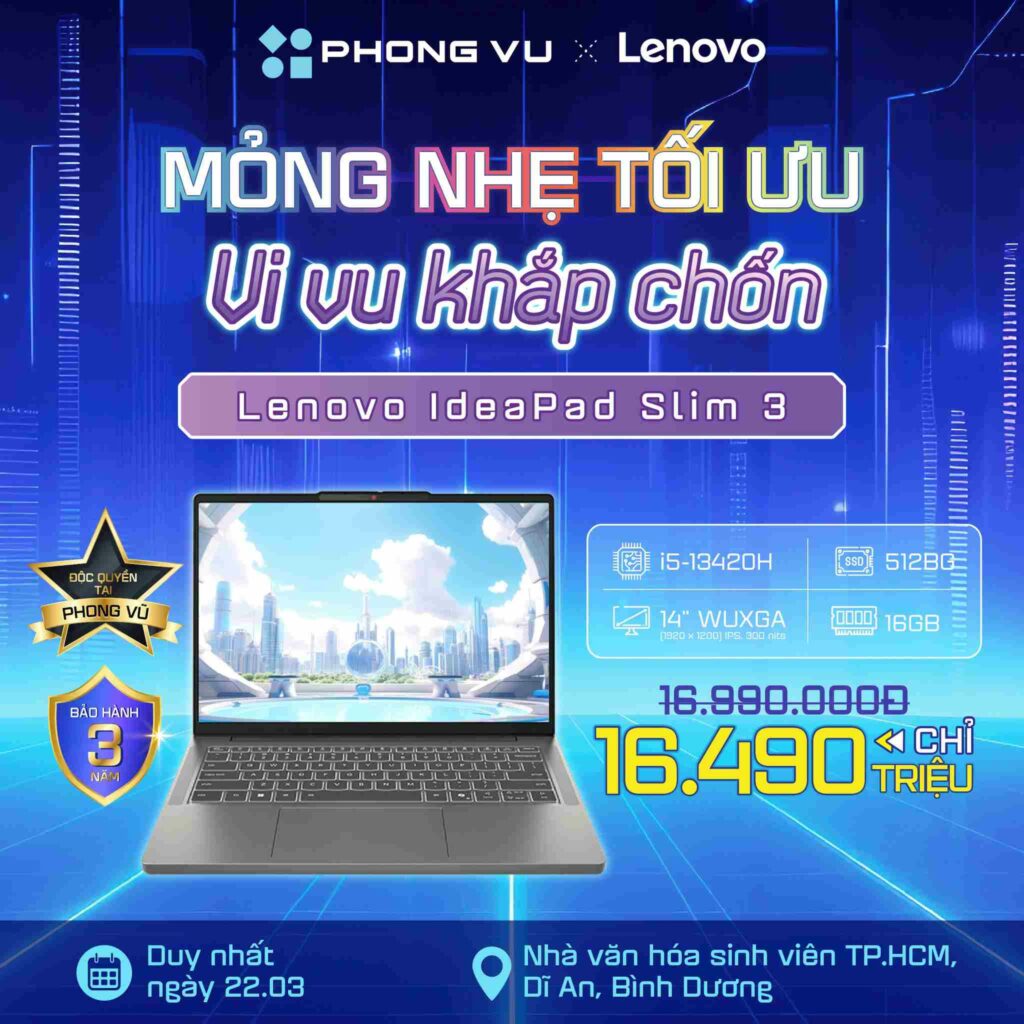 PHONG VU × Lenovo
MỎNG NHẸ TỐI ƯU
Vi vu khắp chốn
Lenovo IdeaPad Slim 3
ĐỘC QUYỀN
TẠI
PHONG VŨ
BẢO HÀNH
3
NĂM
i5-13420H
SSD
512BG
14" WUXGA
(1920 x 1200) IPS, 300 nits
16GB
16.990.000Đ
16.490
CHỈ
TRIỆU
Duy nhất
ngày 22.03
Nhà văn hóa sinh viên TP.HCM,
Dĩ An, Bình Dương